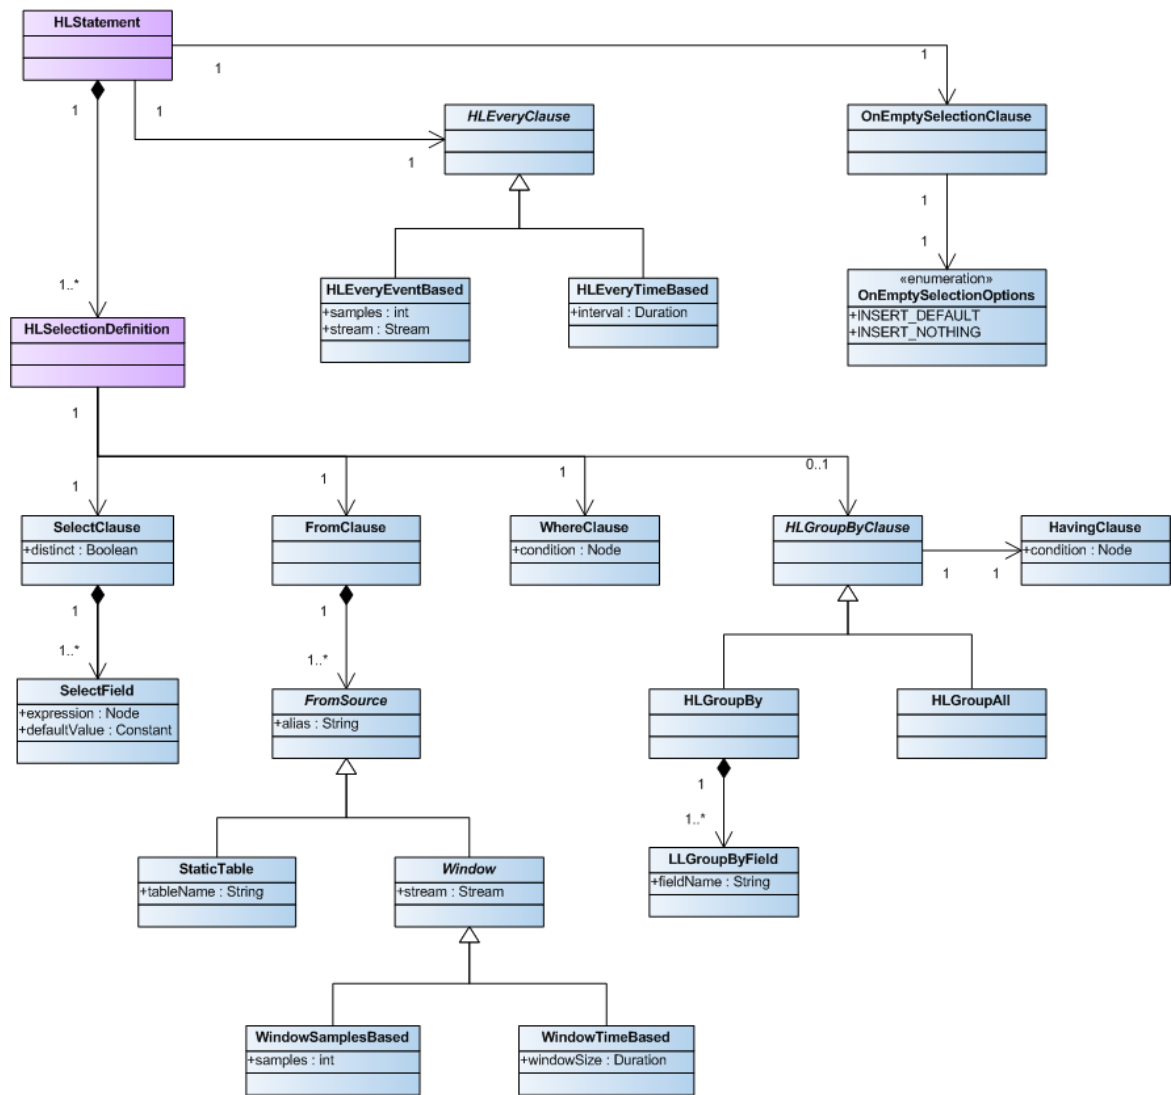 HLStatement
1
1
1
1
HLEveryClause
OnEmptySelectionClause
1
1
1
1..*
HLEveryEventBased
+samples : int
+stream : Stream
HLEveryTimeBased
+interval : Duration
«enumeration»
OnEmptySelectionOptions
+INSERT_DEFAULT
+INSERT_NOTHING
HLSelectionDefinition
1
1
1
1
0..1
SelectClause
+distinct : Boolean
FromClause
WhereClause
+condition : Node
HLGroupByClause
HavingClause
+condition : Node
1
1
1
1
1..*
1..*
SelectField
+expression : Node
+defaultValue : Constant
FromSource
+alias : String
HLGroupBy
HLGroupAll
1
1..*
StaticTable
+tableName : String
Window
+stream : Stream
LLGroupByField
+fieldName : String
WindowSamplesBased
+samples : int
WindowTimeBased
+windowSize : Duration